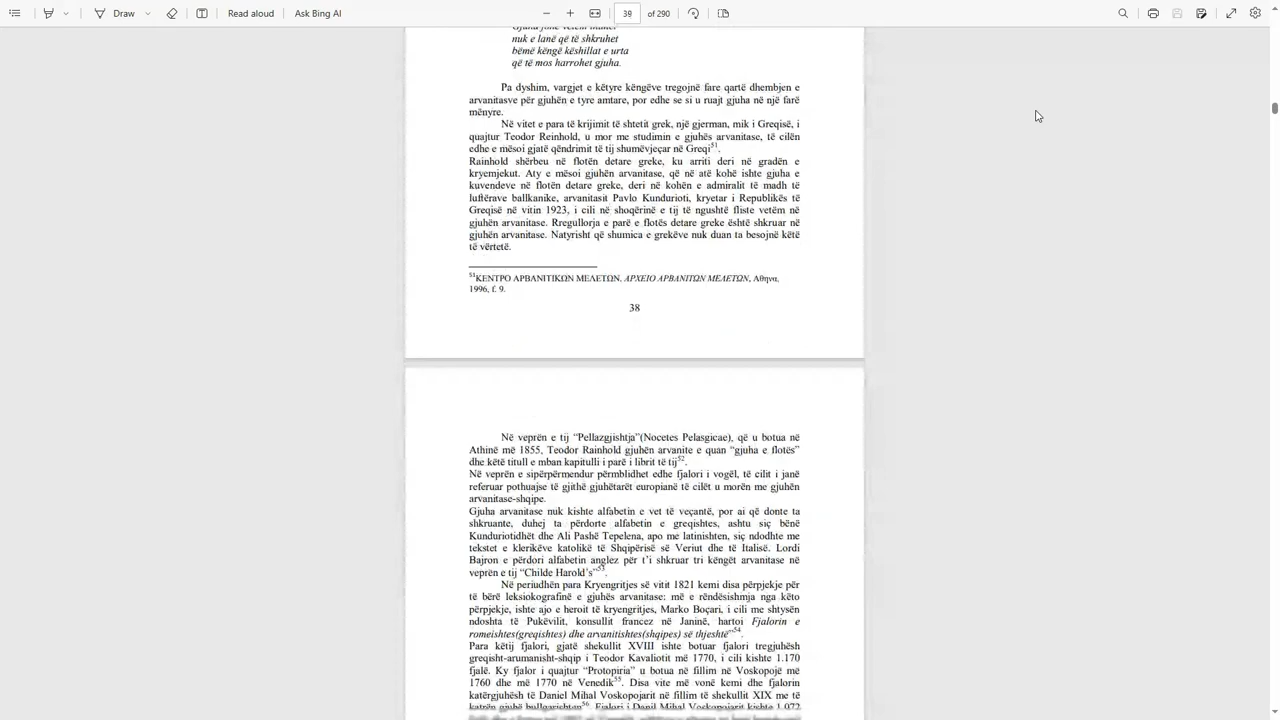 Draw
Read aloud
Ask Bing AI
39
of 290
nuk e lanë që të shkruhet
bëmë këngë këshillat e urta
që të mos harrohet gjuha.
Pa dyshim, vargjet e këtyre këngëve tregojnë fare qartë dhembjen e
arvanitasve për gjuhën e tyre amtare, por edhe se si u ruajt gjuha në një farë
mënyre.
Në vitet e para të krijimit të shtetit grek, një gjerman, mik i Greqisë, i
quajtur Teodor Reinhold, u mor me studimin e gjuhës arvanitase, të cilën
edhe e mësoi gjatë qëndrimit të tij shumëvjeçar në Greqi51.
Rainhold shërbeu në flotën detare greke, ku arriti deri në gradën e
kryemjekut. Aty e mësoi gjuhën arvanitase, që në atë kohë ishte gjuha e
kuvendeve në flotën detare greke, deri në kohën e admiralit të madh të
luftërave ballkanike, arvanitasit Pavlo Kundurioti, kryetar i Republikës të
Greqisë në vitin 1923, i cili në shoqërinë e tij të ngushtë fliste vetëm në
gjuhën arvanitase. Rregullorja e parë e flotës detare greke është shkruar në
gjuhën arvanitase. Natyrisht që shumica e grekëve nuk duan ta besojnë këtë
të vërtetë.
51ΚΕΝΤΡΟ ΑΡΒΑΝΙΤΙΚΩΝ ΜΕΛΕΤΩΝ, ΑΡΧΕΙΟ ΑΡΒΑΝΙΤΩΝ ΜΕΛΕΤΩΝ, Αθηνα,
1996, f. 9.
38
Në veprën e tij “Pellazgjishtja”(Nocetes Pelasgicae), që u botua në
Athinë më 1855, Teodor Rainhold gjuhën arvanite e quan “gjuha e flotës”
dhe këtë titull e mban kapitulli i parë i librit të tij52.
Në veprën e sipërpërmendur përmblidhet edhe fjalori i vogël, të cilit i janë
referuar pothuajse të gjithë gjuhëtarët europianë të cilët u morën me gjuhën
arvanitase-shqipe.
Gjuha arvanitase nuk kishte alfabetin e vet të veçantë, por ai që donte ta
shkruante, duhej ta përdorte alfabetin e greqishtes, ashtu siç bënë
Kunduriotidhët dhe Ali Pashë Tepelena, apo me latinishten, siç ndodhte me
tekstet e klerikëve katolikë të Shqipërisë së Veriut dhe të Italisë. Lordi
Bajron e përdori alfabetin anglez për t’i shkruar tri këngët arvanitase në
veprën e tij “Childe Harold’s”53.
Në periudhën para Kryengritjes së vitit 1821 kemi disa përpjekje për
të bërë leksiokografinë e gjuhës arvanitase: më e rëndësishmja nga këto
përpjekje, ishte ajo e heroit të kryengritjes, Marko Boçari, i cili me shtysën
ndoshta të Pukëvilit, konsullit francez në Janinë, hartoi Fjalorin e
romeishtes(greqishtes) dhe arvanitishtes(shqipes) së thjeshtë”54.
Para këtij fjalori, gjatë shekullit XVIII ishte botuar fjalori tregjuhësh
greqisht-arumanisht-shqip i Teodor Kavaliotit më 1770, i cili kishte 1.170
fjalë. Ky fjalor i quajtur “Protopiria” u botua në fillim në Voskopojë më
1760 dhe më 1770 në Venedik55. Disa vite më vonë kemi dhe fjalorin
katërgjuhësh të Daniel Mihal Voskopojarit në fillim të shekullit XIX me të
katrën gjuhë bullgarishten56. Fjalori i Danil Mihal Voskopojarit kishte 1.072